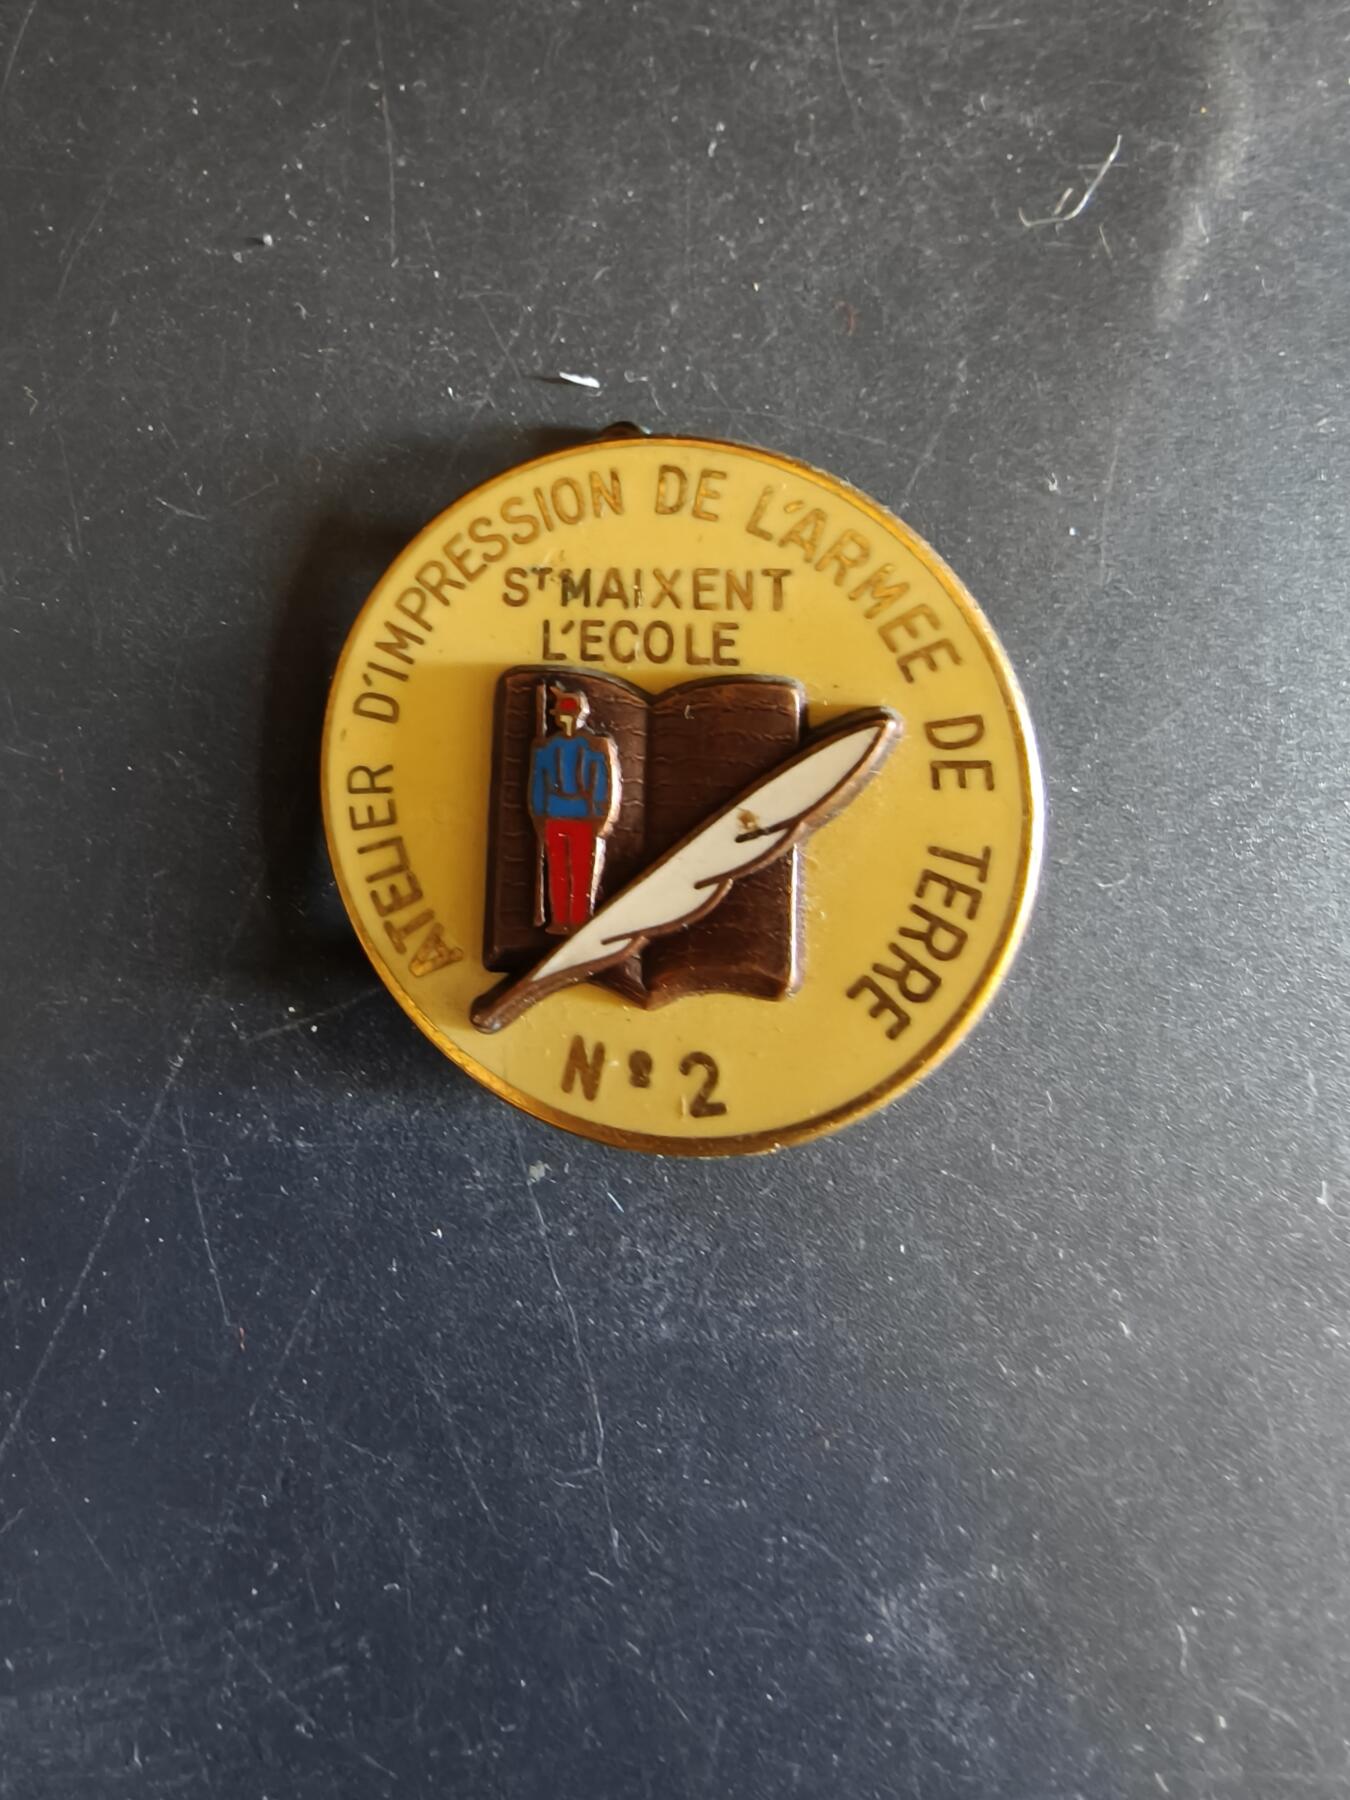 ATELIER D'IMPRESSION DE L'ARMEE DE TERRE
ST MAIXENT
L'ECOLE
N° 2